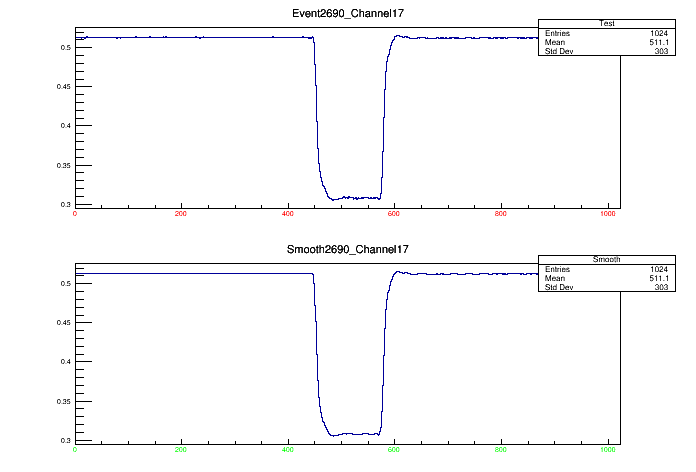 Event2690_Channel17
Test
Entries 1024
Mean 511.1
Std Dev 303
0.5
0.45
0.4
0.35
0.3
0 200 400 600 800 1000
Smooth2690_Channel17
Smooth
Entries 1024
Mean 511.1
Std Dev 303
0.5
0.45
0.4
0.35
0.3
0 200 400 600 800 1000